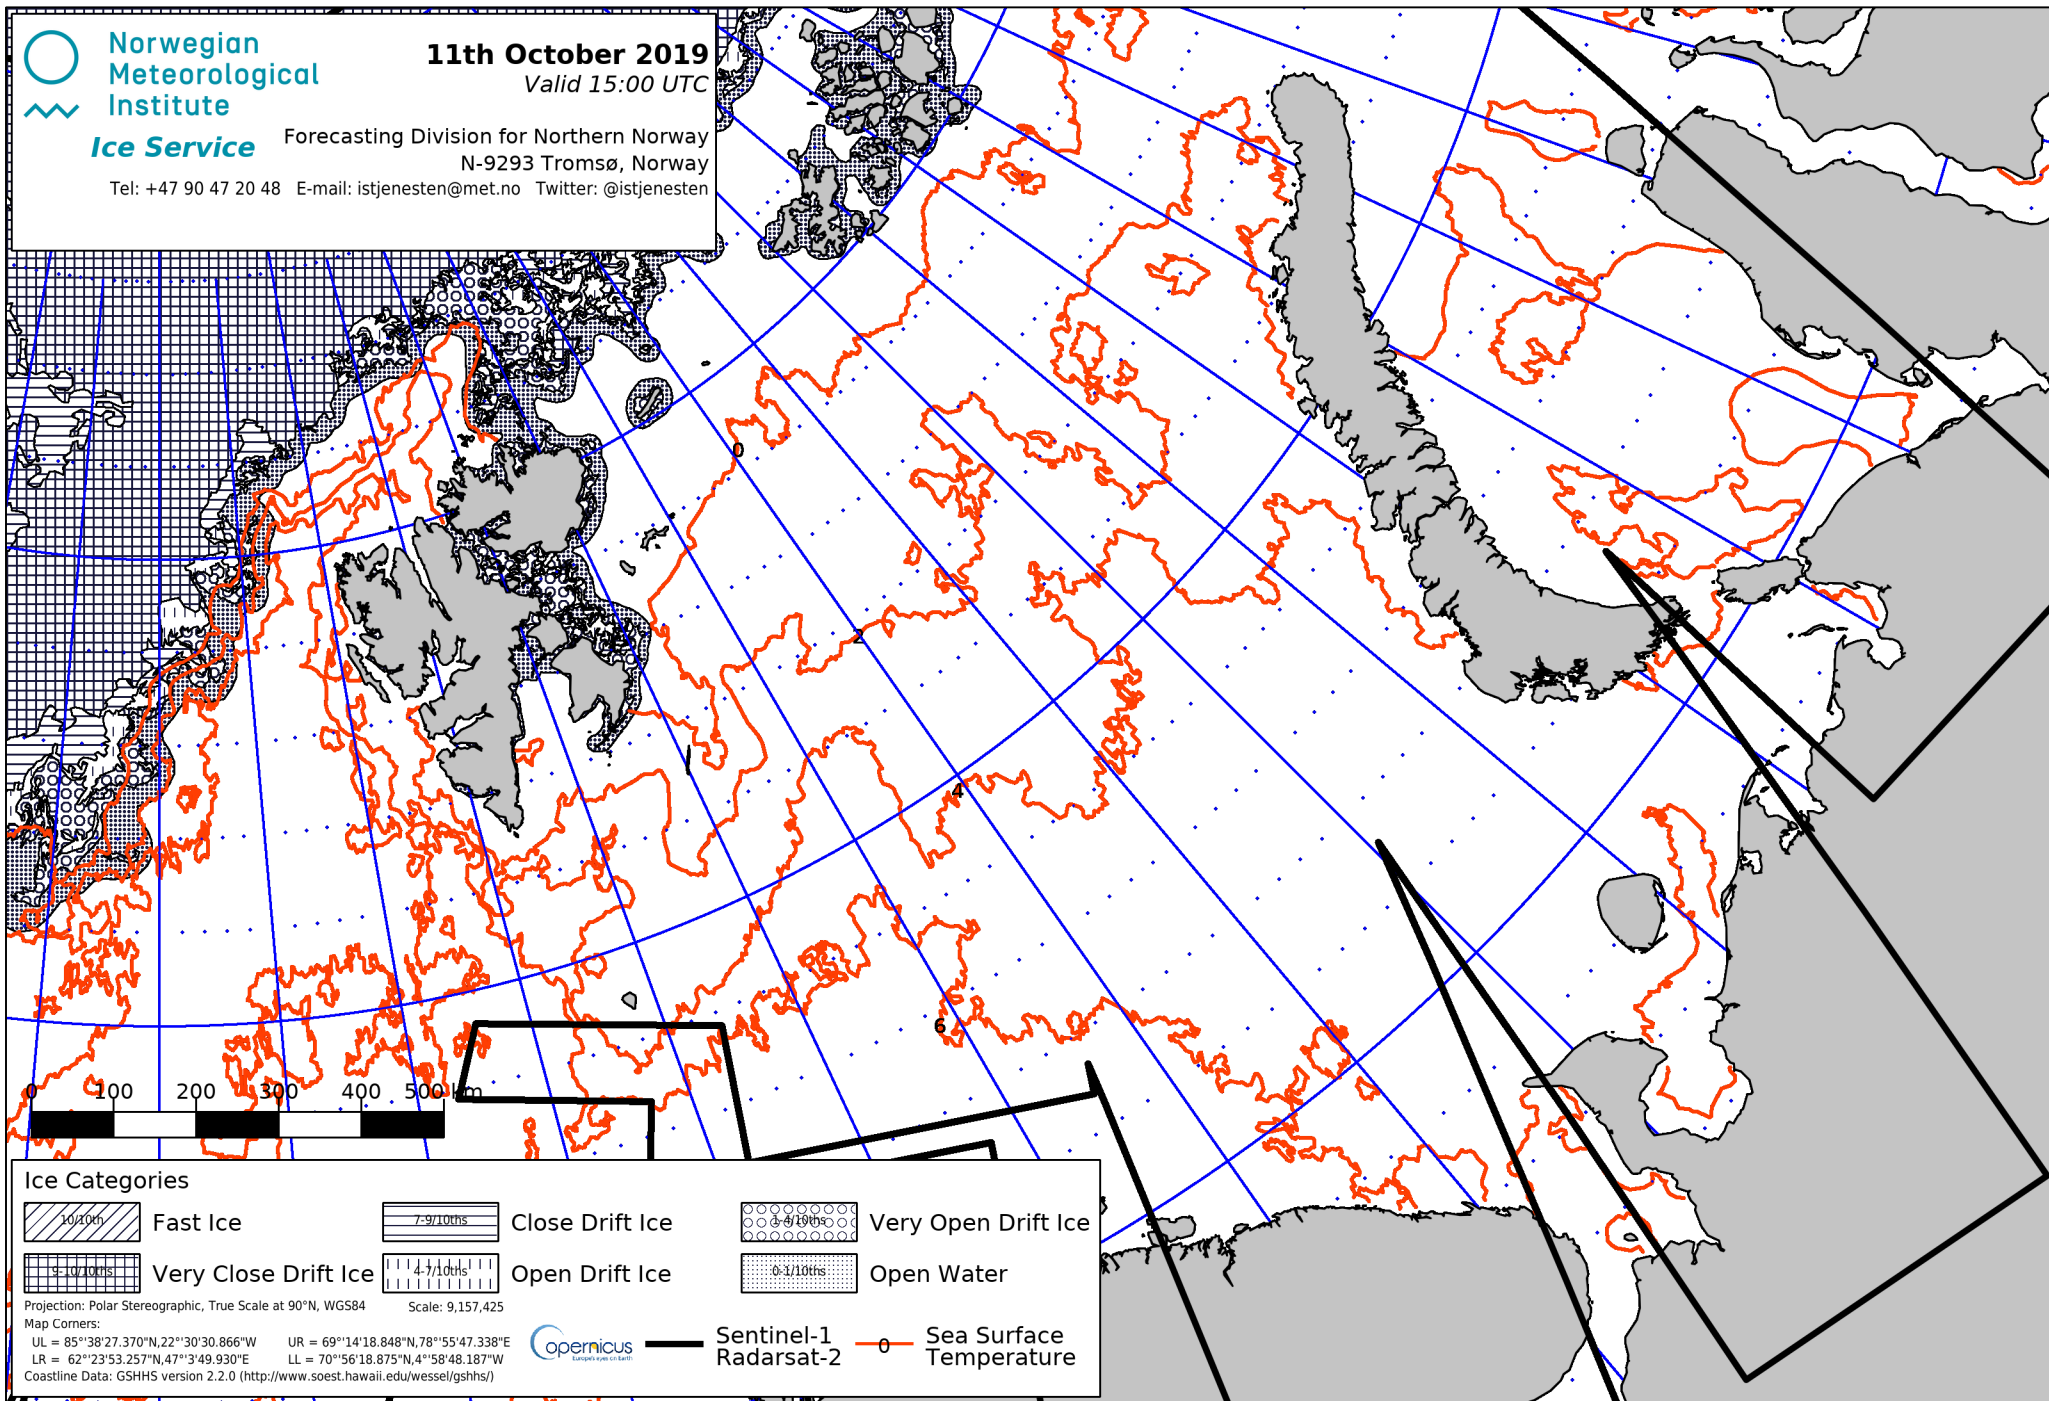 Norwegian
Meteorological
Institute
Ice Service
11th October 2019
Valid 15:00 UTC
Forecasting Division for Northern Norway
N-9293 Tromsø, Norway
Tel: +47 90 47 20 48 E-mail: istjenesten@met.no Twitter: @istjenesten
0
2
4
6
0 100 200 300 400 500 km
Ice Categories
10/10th Fast Ice
7-9/10ths Close Drift Ice
1-4/10ths Very Open Drift Ice
9-10/10ths Very Close Drift Ice
4-7/10ths Open Drift Ice
0-1/10ths Open Water
Projection: Polar Stereographic, True Scale at 90°N, WGS84 Scale: 9,157,425
Map Corners:
UL = 85°38'27.370"N,22°30'30.866"W UR = 69°14'18.848"N,78°55'47.338"E
LR = 62°23'53.257"N,47°3'49.930"E LL = 70°56'18.875"N,4°58'48.187"W
Coastline Data: GSHHS version 2.2.0 (http://www.soest.hawaii.edu/wessel/gshhs/)
Copernicus
Europe's eyes on Earth
Sentinel-1
Radarsat-2
0 Sea Surface
Temperature